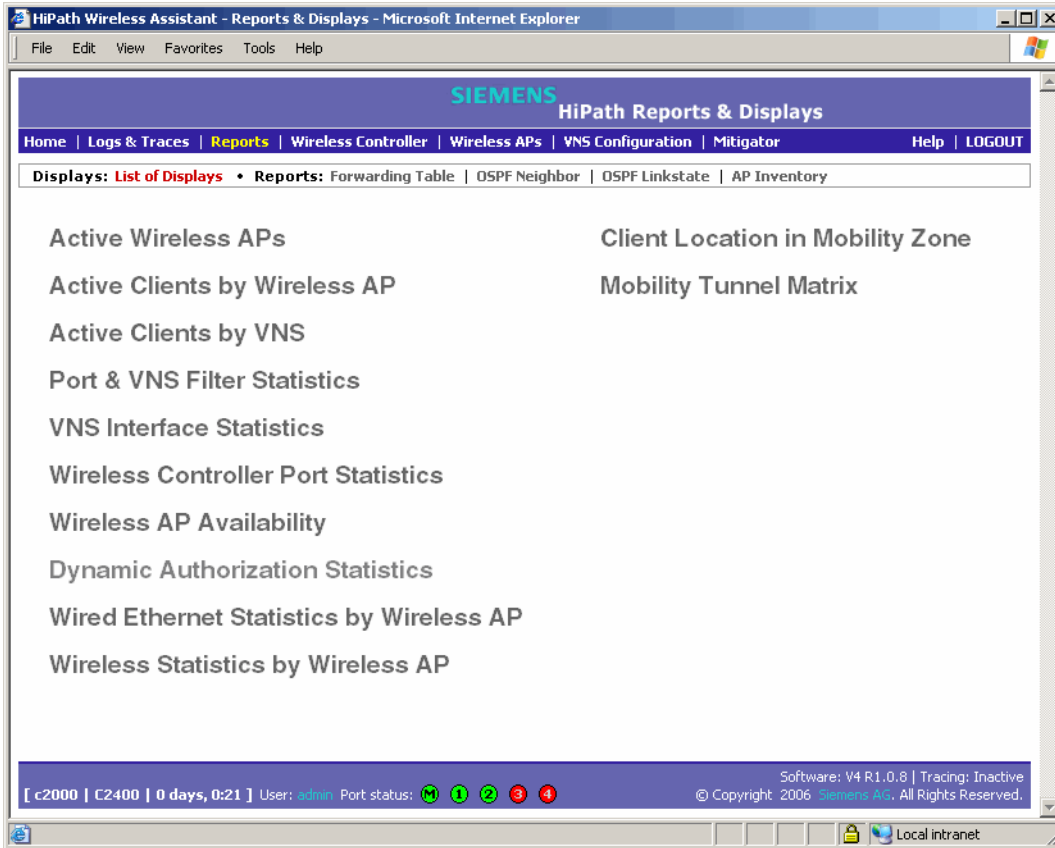 HiPath Wireless Assistant - Reports & Displays - Microsoft Internet Explorer
File Edit View Favorites Tools Help
SIEMENS
HiPath Reports & Displays
Home | Logs & Traces | Reports | Wireless Controller | Wireless APs | VNS Configuration | Mitigator Help | LOGOUT
Displays: List of Displays • Reports: Forwarding Table | OSPF Neighbor | OSPF Linkstate | AP Inventory
Active Wireless APs
Active Clients by Wireless AP
Active Clients by VNS
Port & VNS Filter Statistics
VNS Interface Statistics
Wireless Controller Port Statistics
Wireless AP Availability
Dynamic Authorization Statistics
Wired Ethernet Statistics by Wireless AP
Wireless Statistics by Wireless AP
Client Location in Mobility Zone
Mobility Tunnel Matrix
Software: V4 R1.0.8 | Tracing: Inactive
[ c2000 | C2400 | 0 days, 0:21 ] User: admin Port status: M 1 2 3 4
© Copyright 2006 Siemens AG. All Rights Reserved.
Local intranet